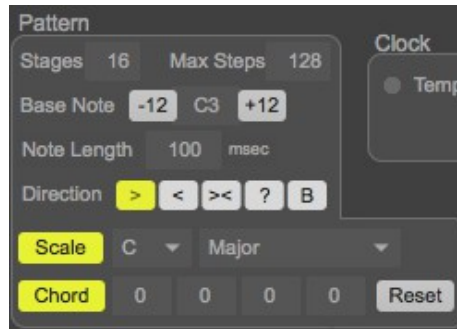 Pattern
Clock
Stages 16 Max Steps 128
Temp
Base Note -12 C3 +12
Note Length 100 msec
Direction > < >< ? B
Scale C Major
Chord 0 0 0 0 Reset